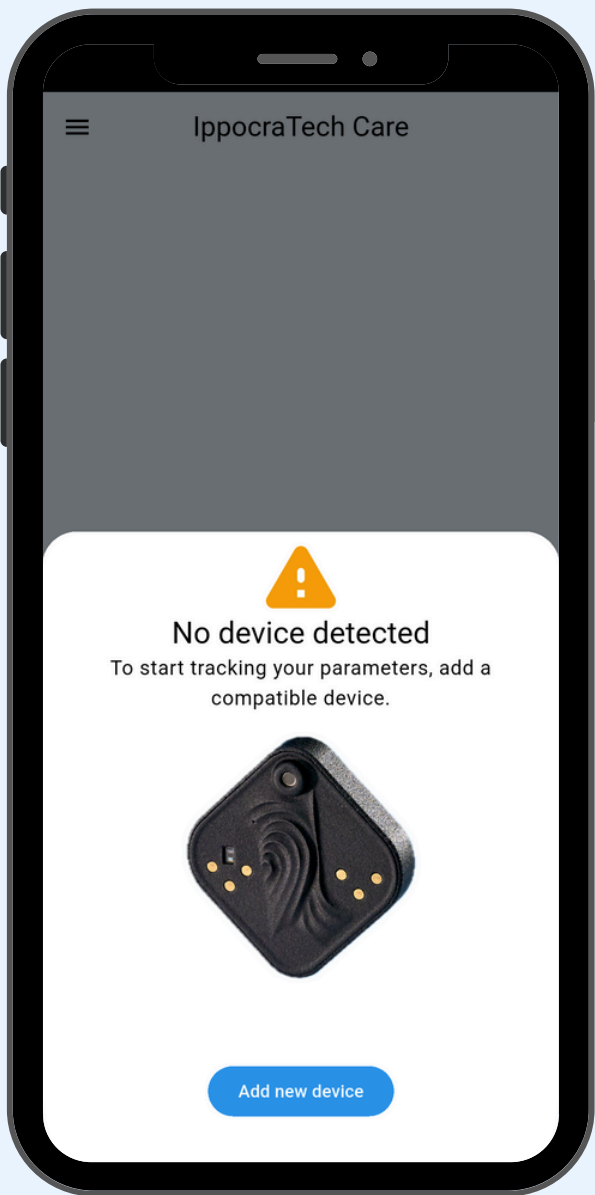 IppocraTech Care
No device detected
To start tracking your parameters, add a
compatible device.
Add new device